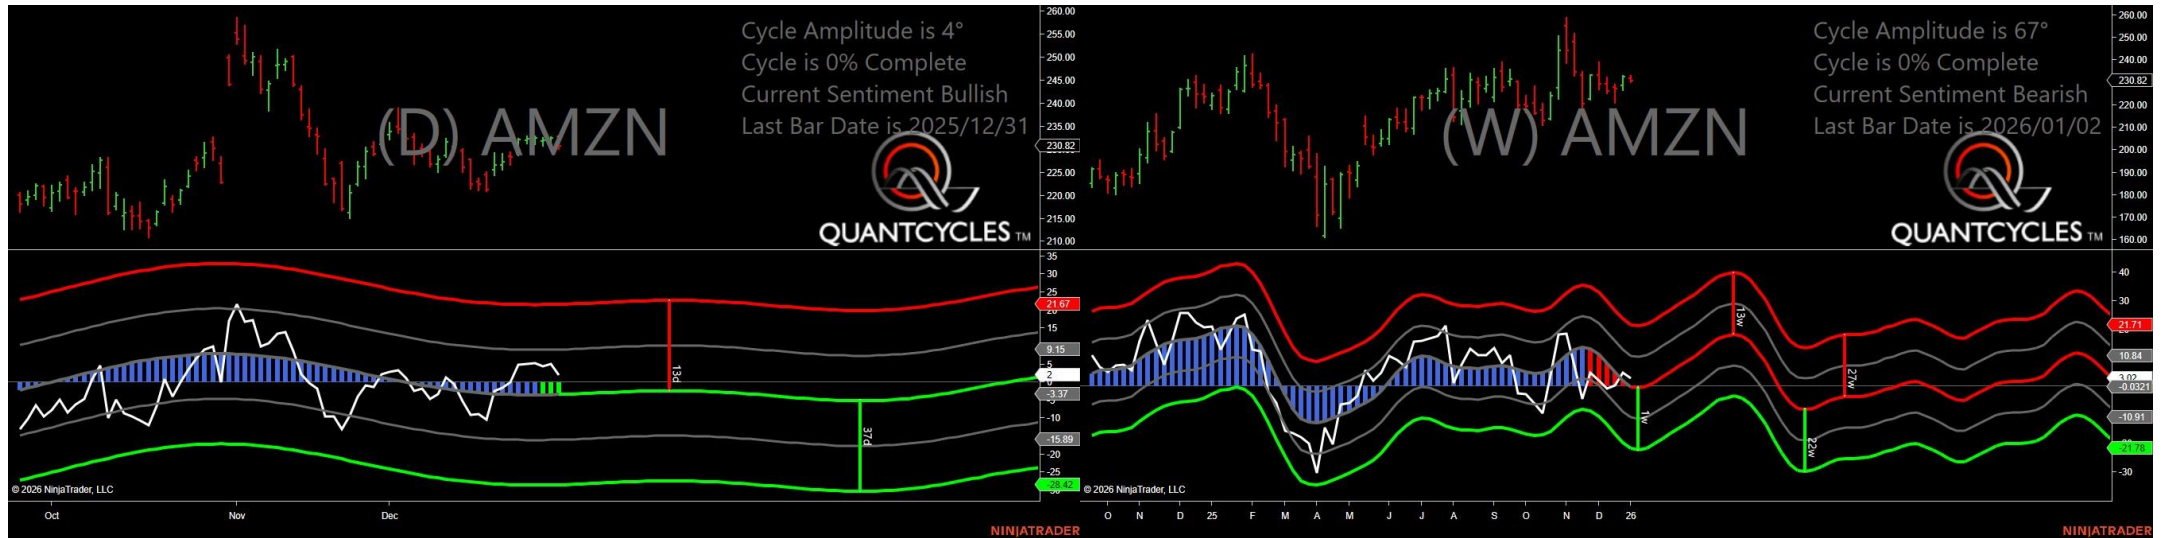 Cycle Amplitude is 4°
Cycle is 0% Complete
Current Sentiment Bullish
Last Bar Date is 2025/12/31
(D) AMZN
QUANTCYCLES TM
260.00
255.00
250.00
245.00
240.00
235.00
230.82
225.00
220.00
215.00
210.00
35
30
25
21.67
15
9.15
5
2
-3.37
-10
-15.89
-20
-25
-28.42
13d
37d
© 2026 NinjaTrader, LLC
Oct Nov Dec
NINJATRADER
Cycle Amplitude is 67°
Cycle is 0% Complete
Current Sentiment Bearish
Last Bar Date is 2026/01/02
(W) AMZN
QUANTCYCLES TM
260.00
250.00
240.00
230.82
220.00
210.00
200.00
190.00
180.00
170.00
160.00
40
30
21.71
10.84
3.02
-0.0321
-10.91
-21.78
-30
13w
27w
1w
22w
© 2026 NinjaTrader, LLC
O N D 25 F M A M J J A S O N D 26
NINJATRADER